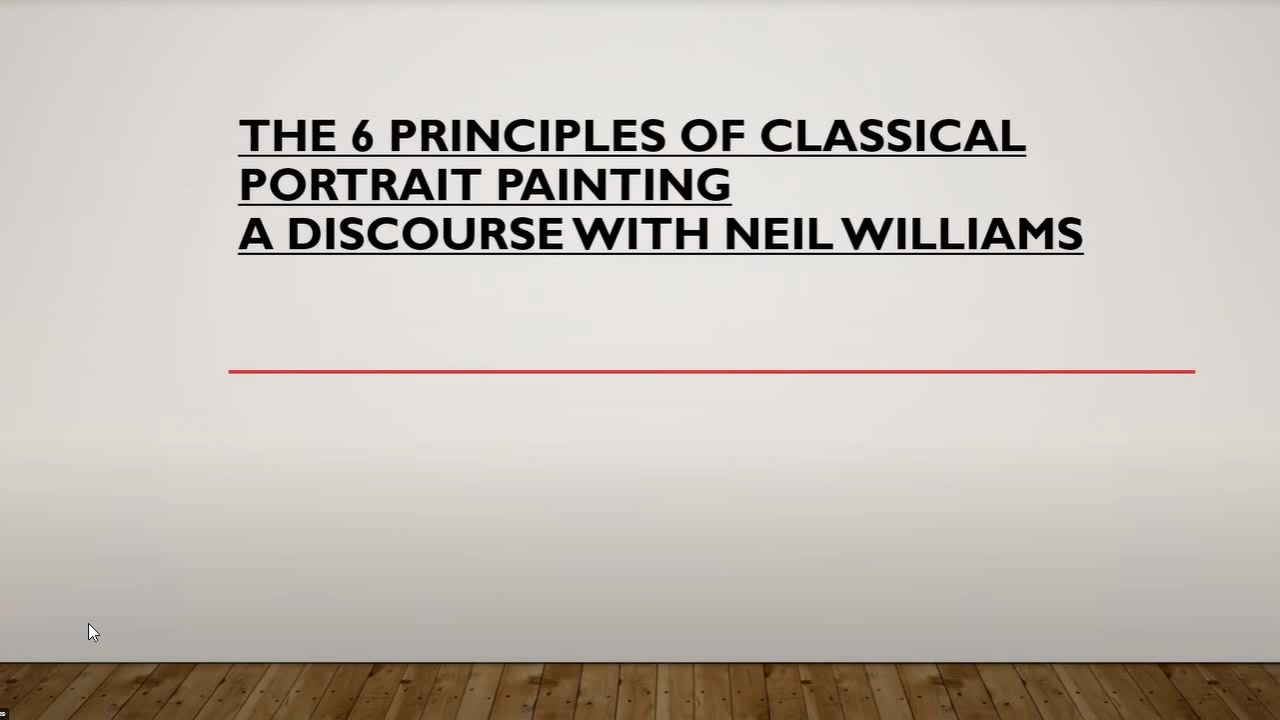 THE 6 PRINCIPLES OF CLASSICAL
PORTRAIT PAINTING
A DISCOURSE WITH NEIL WILLIAMS